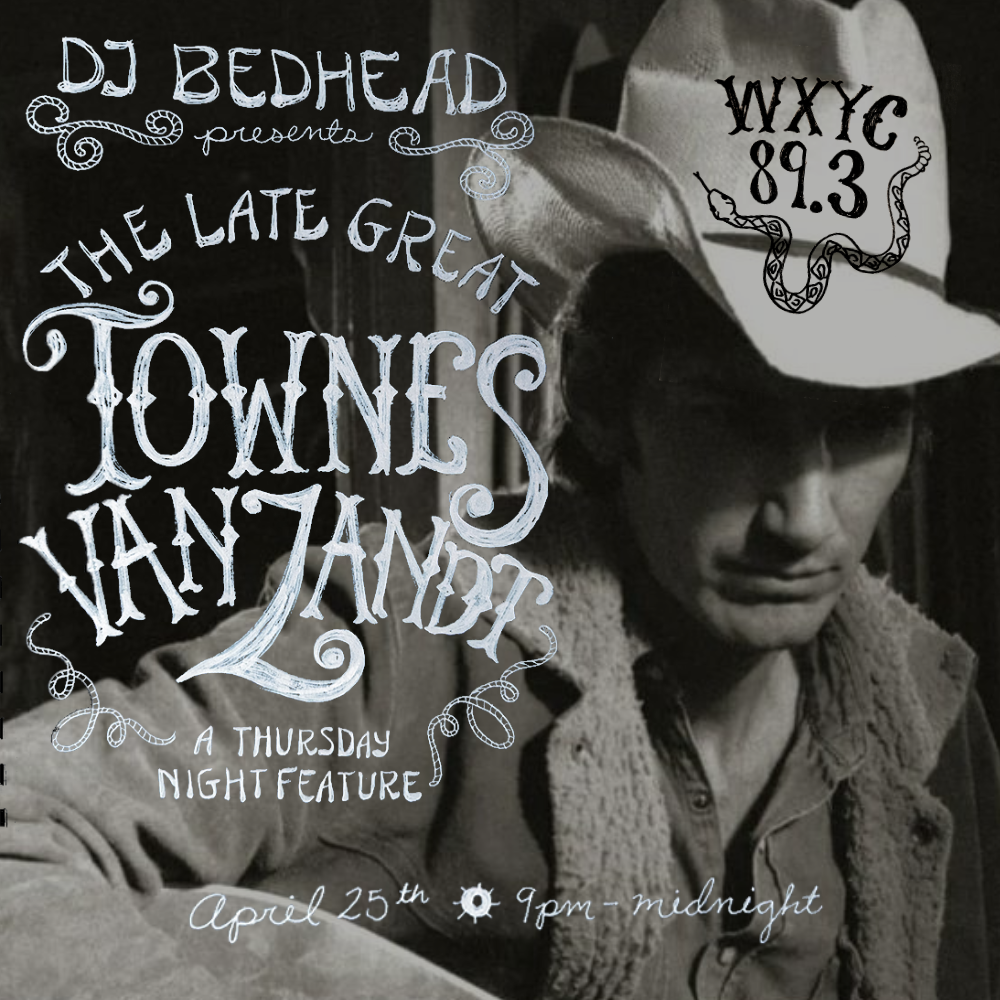 DJ BEDHEAD
presents
THE LATE GREAT
TOWNES
VAN ZANDT
A THURSDAY
NIGHT FEATURE
April 25th 9pm - midnight
WXYC
89.3